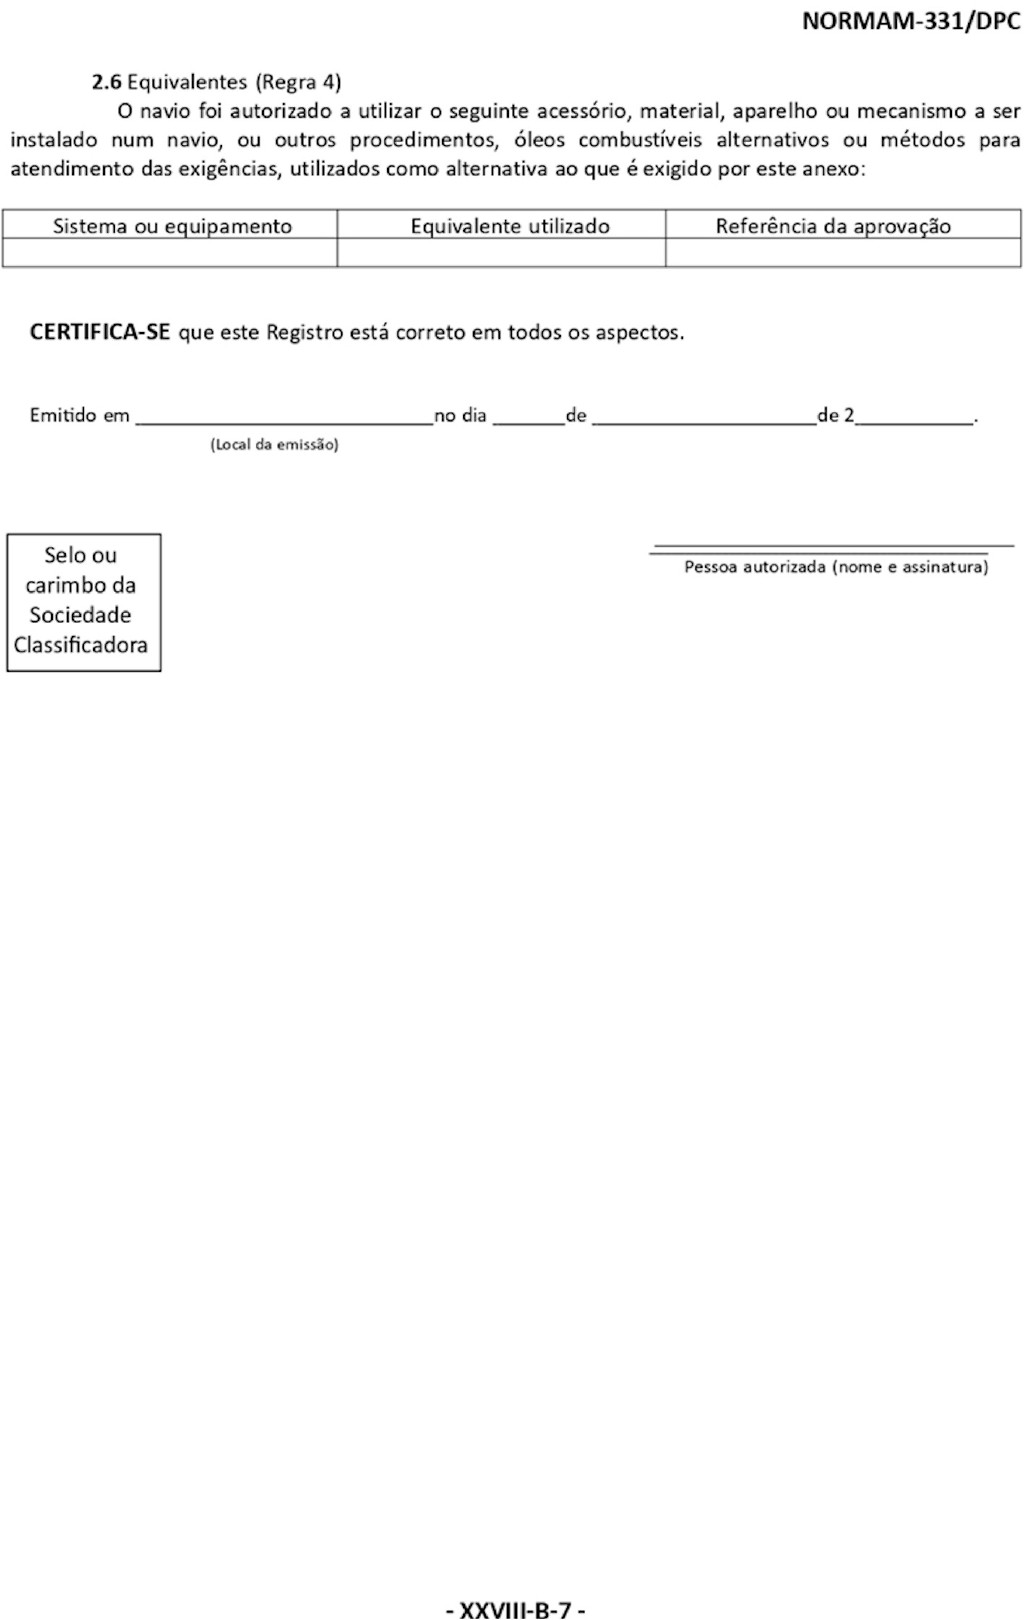 NORMAM-331/DPC
2.6 Equivalentes (Regra 4)
O navio foi autorizado a utilizar o seguinte acessório, material, aparelho ou mecanismo a ser
instalado num navio, ou outros procedimentos, óleos combustíveis alternativos ou métodos para
atendimento das exigências, utilizados como alternativa ao que é exigido por este anexo:
Sistema ou equipamento Equivalente utilizado Referência da aprovação
CERTIFICA-SE que este Registro está correto em todos os aspectos.
Emitido em ______________________no dia ______de __________________de 2__________.
(Local da emissão)
Pessoa autorizada (nome e assinatura)
Selo ou
carimbo da
Sociedade
Classificadora
- XXVIII-B-7 -